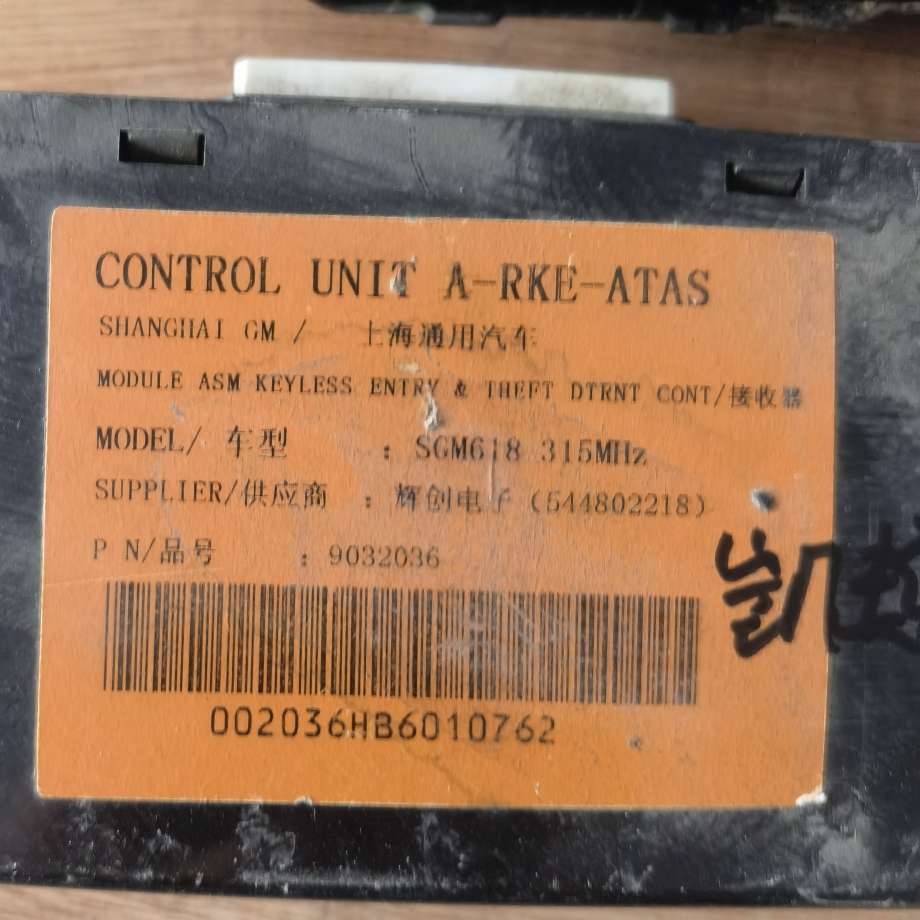 CONTROL UNIT A-RKE-ATAS
SHANGHAI GM / 上海通用汽车
MODULE ASM KEYLESS ENTRY & THEFT DTRNT CONT/接收器
MODEL/ 车型 : SGM618 315MHz
SUPPLIER/供应商 : 辉创电子 (544802218)
P N/品号 : 9032036
凯越
002036HB6010762